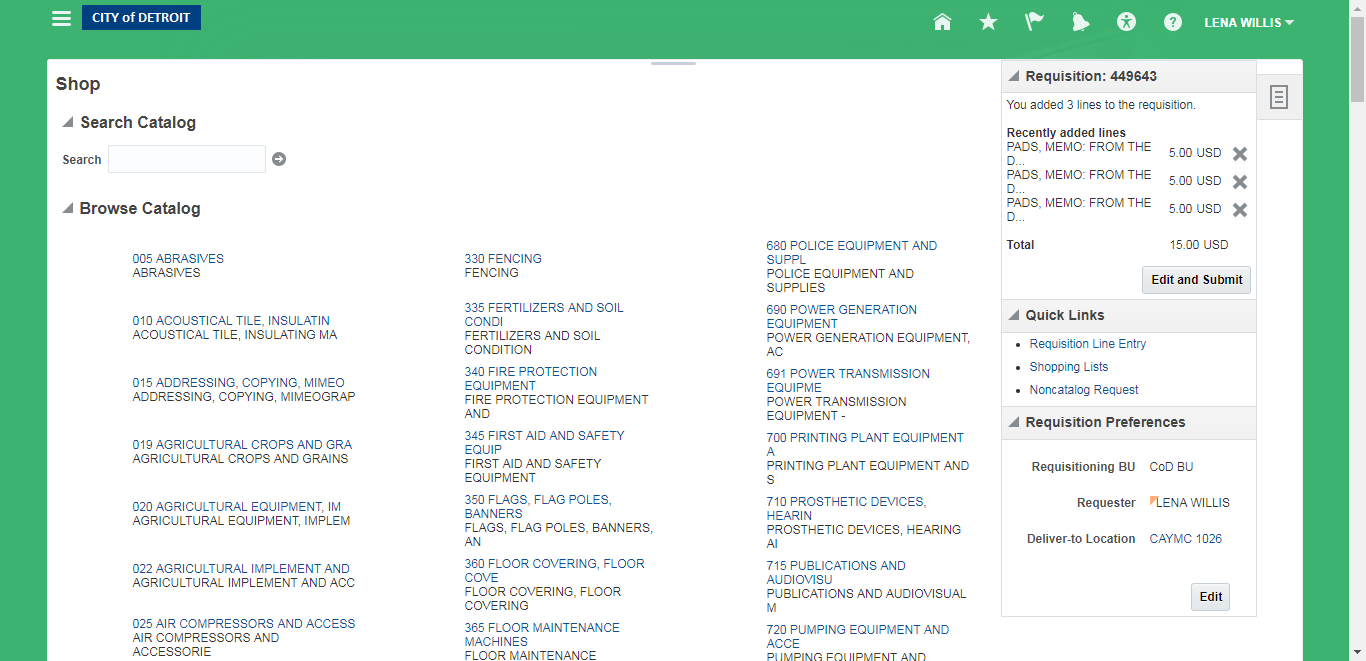 CITY of DETROIT
LENA WILLIS
Shop
Search Catalog
Search
Browse Catalog
005 ABRASIVES
ABRASIVES
010 ACOUSTICAL TILE, INSULATIN
ACOUSTICAL TILE, INSULATING MA
015 ADDRESSING, COPYING, MIMEO
ADDRESSING, COPYING, MIMEOGRAP
019 AGRICULTURAL CROPS AND GRA
AGRICULTURAL CROPS AND GRAINS
020 AGRICULTURAL EQUIPMENT, IM
AGRICULTURAL EQUIPMENT, IMPLEM
022 AGRICULTURAL IMPLEMENT AND
AGRICULTURAL IMPLEMENT AND ACC
025 AIR COMPRESSORS AND ACCESS
AIR COMPRESSORS AND
ACCESSORIE
330 FENCING
FENCING
335 FERTILIZERS AND SOIL
CONDI
FERTILIZERS AND SOIL
CONDITION
340 FIRE PROTECTION
EQUIPMENT
FIRE PROTECTION EQUIPMENT
AND
345 FIRST AID AND SAFETY
EQUIP
FIRST AID AND SAFETY
EQUIPMENT
350 FLAGS, FLAG POLES,
BANNERS
FLAGS, FLAG POLES, BANNERS,
AN
360 FLOOR COVERING, FLOOR
COVE
FLOOR COVERING, FLOOR
COVERING
365 FLOOR MAINTENANCE
MACHINES
FLOOR MAINTENANCE
680 POLICE EQUIPMENT AND
SUPPL
POLICE EQUIPMENT AND
SUPPLIES
690 POWER GENERATION
EQUIPMENT
POWER GENERATION EQUIPMENT,
AC
691 POWER TRANSMISSION
EQUIPME
POWER TRANSMISSION
EQUIPMENT -
700 PRINTING PLANT EQUIPMENT
A
PRINTING PLANT EQUIPMENT AND
S
710 PROSTHETIC DEVICES,
HEARIN
PROSTHETIC DEVICES, HEARING
AI
715 PUBLICATIONS AND
AUDIOVISU
PUBLICATIONS AND AUDIOVISUAL
M
720 PUMPING EQUIPMENT AND
ACCE
PUMPING EQUIPMENT AND
Requisition: 449643
You added 3 lines to the requisition.
Recently added lines
PADS, MEMO: FROM THE
D... 5.00 USD
PADS, MEMO: FROM THE
D... 5.00 USD
PADS, MEMO: FROM THE
D... 5.00 USD
Total 15.00 USD
Edit and Submit
Quick Links
Requisition Line Entry
Shopping Lists
Noncatalog Request
Requisition Preferences
Requisitioning BU CoD BU
Requester LENA WILLIS
Deliver-to Location CAYMC 1026
Edit